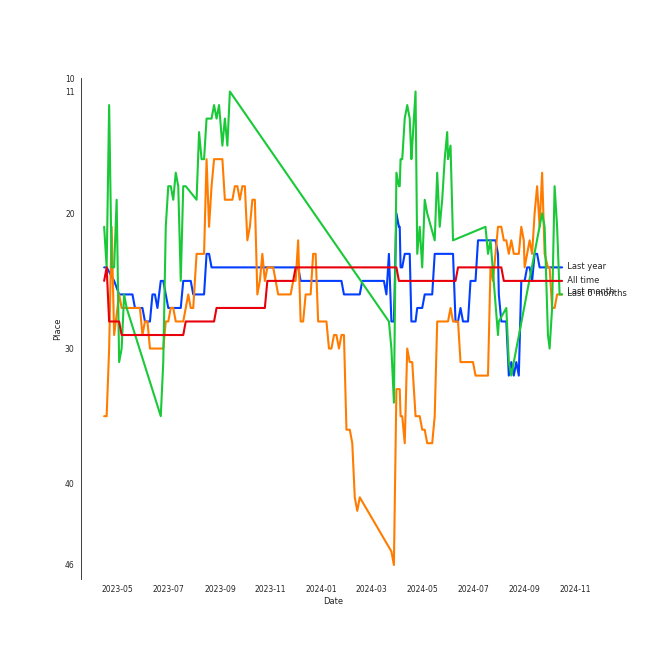 10
11
20
30
40
46
Place
2023-05
2023-07
2023-09
2023-11
2024-01
2024-03
2024-05
2024-07
2024-09
2024-11
Date
Last year
All time
Last month
Last 6 months